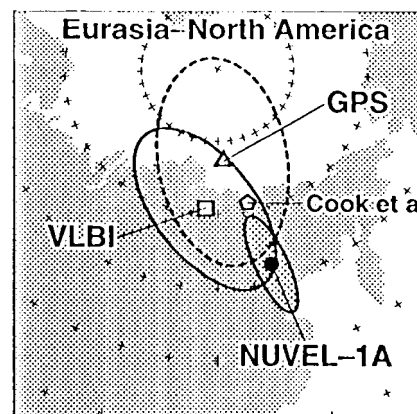 Eurasia–North America
GPS
Cook et a
VLBI
NUVEL–1A